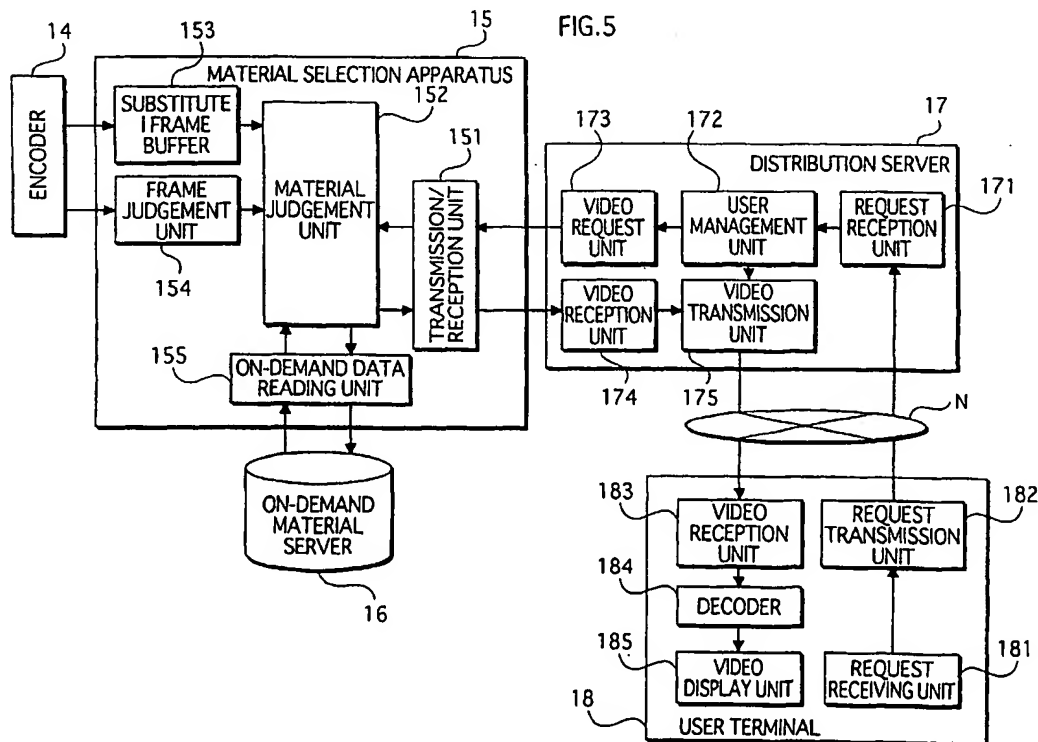 FIG.5
14
ENCODER
15
MATERIAL SELECTION APPARATUS
153
SUBSTITUTE
I FRAME
BUFFER
FRAME
JUDGEMENT
UNIT
154
152
MATERIAL
JUDGEMENT
UNIT
151
TRANSMISSION/
RECEPTION UNIT
155
ON-DEMAND DATA
READING UNIT
ON-DEMAND
MATERIAL
SERVER
16
17
DISTRIBUTION SERVER
173
VIDEO
REQUEST
UNIT
172
USER
MANAGEMENT
UNIT
171
REQUEST
RECEPTION
UNIT
VIDEO
RECEPTION
UNIT
174
VIDEO
TRANSMISSION
UNIT
175
N
183
VIDEO
RECEPTION
UNIT
182
REQUEST
TRANSMISSION
UNIT
184
DECODER
185
VIDEO
DISPLAY UNIT
181
REQUEST
RECEIVING UNIT
18
USER TERMINAL